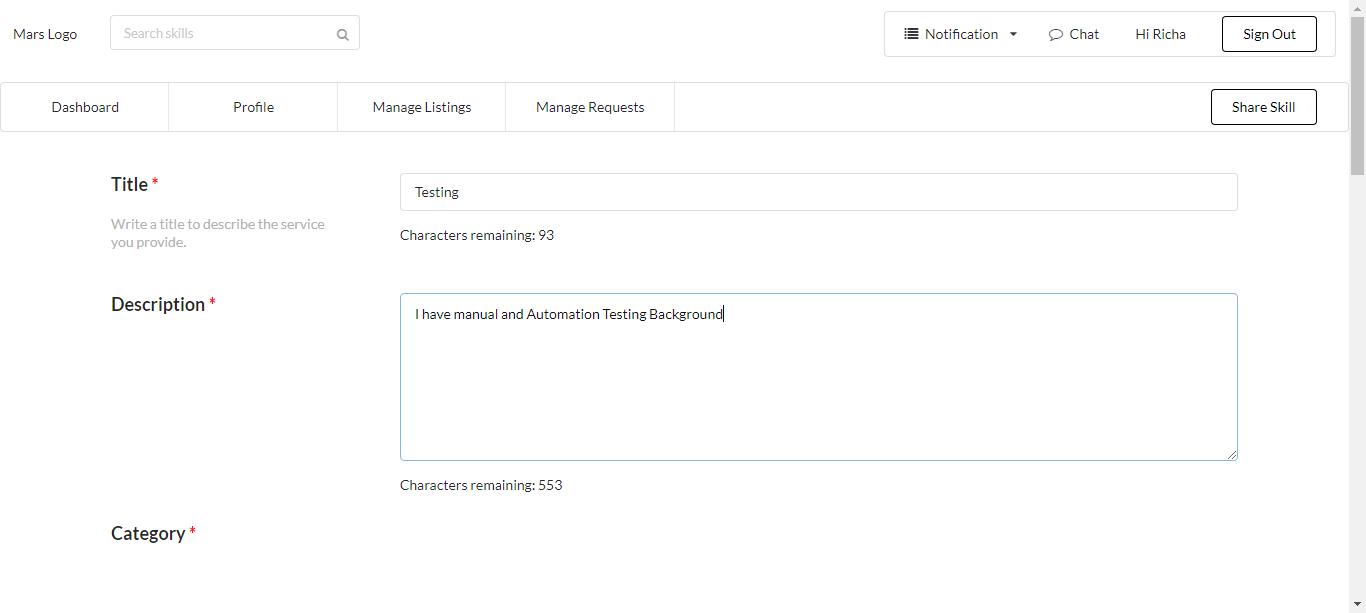 Mars Logo
Search skills
Notification
Chat
Hi Richa
Sign Out
Dashboard
Profile
Manage Listings
Manage Requests
Share Skill
Title *
Write a title to describe the service
you provide.
Testing
Characters remaining: 93
Description *
I have manual and Automation Testing Background
Characters remaining: 553
Category *